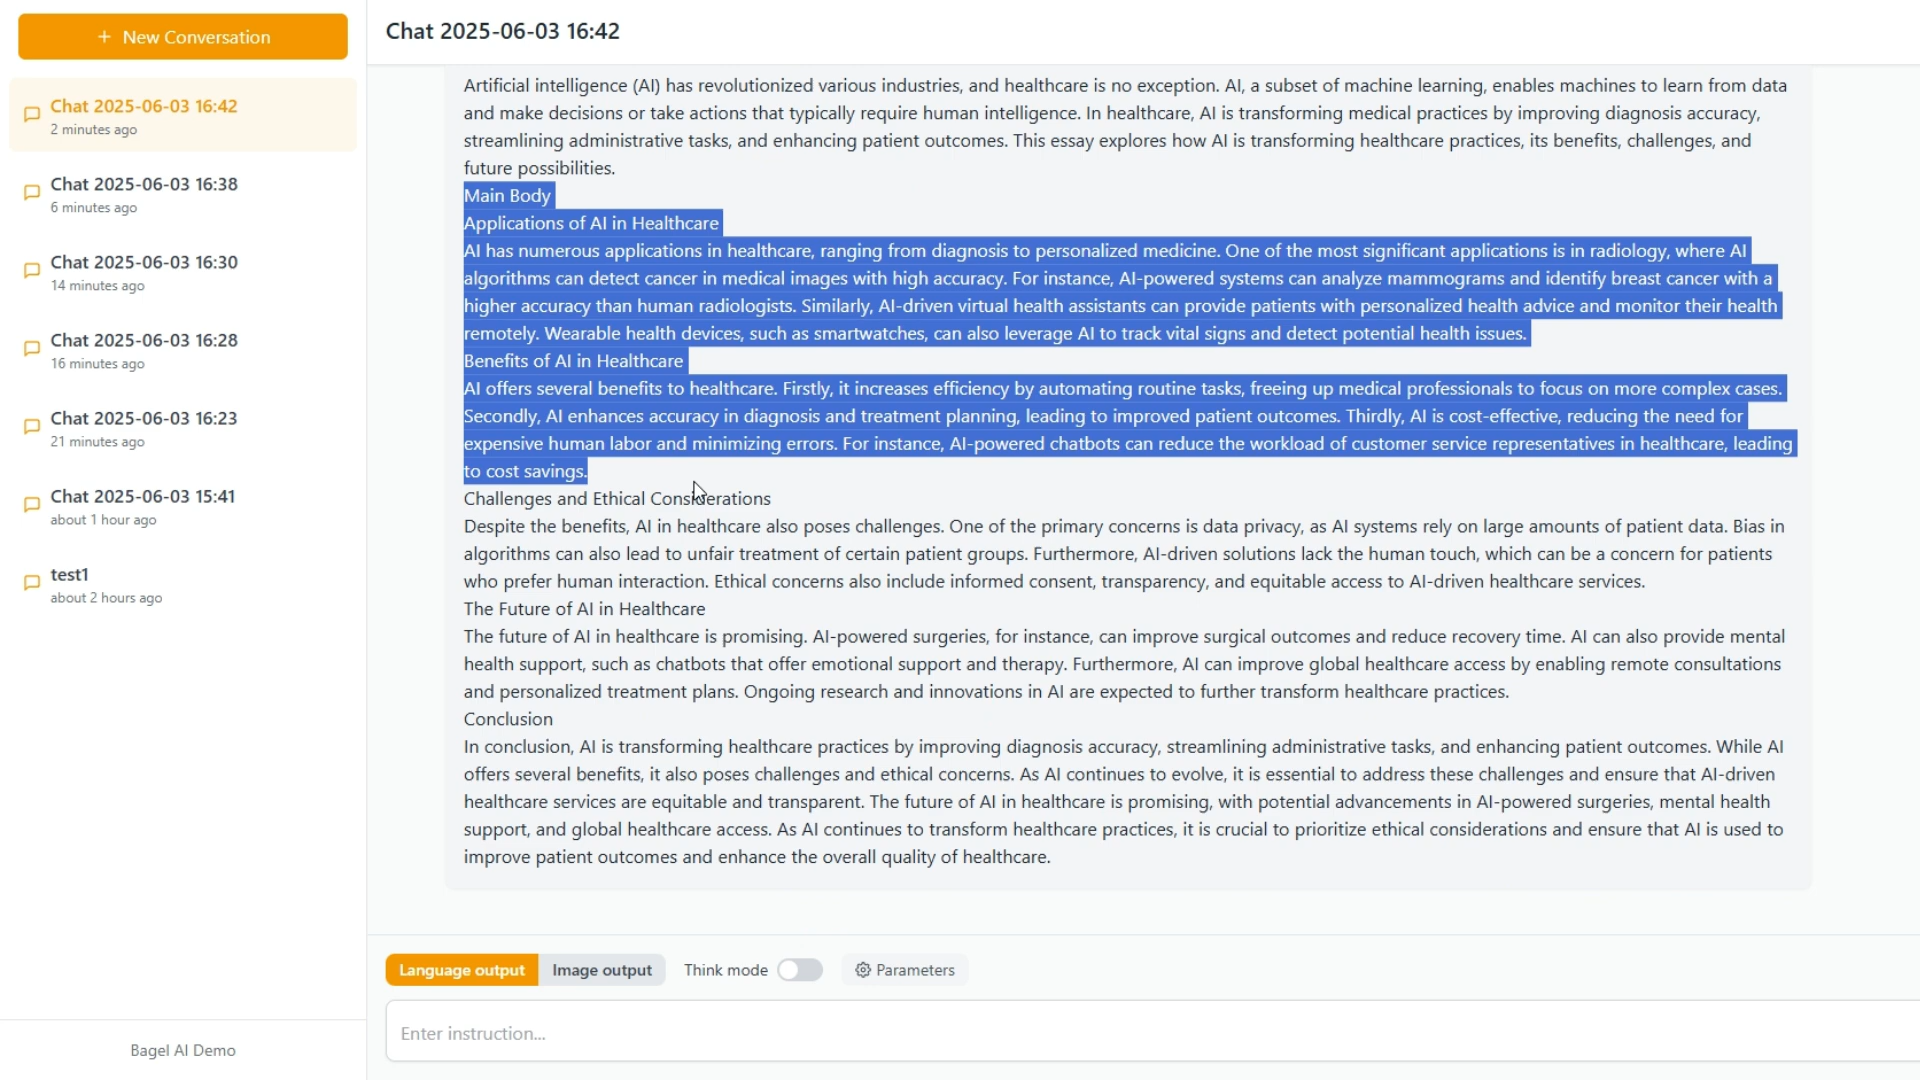 New Conversation
Chat 2025-06-03 16:42
2 minutes ago
Chat 2025-06-03 16:38
6 minutes ago
Chat 2025-06-03 16:30
14 minutes ago
Chat 2025-06-03 16:28
16 minutes ago
Chat 2025-06-03 16:23
21 minutes ago
Chat 2025-06-03 15:41
about 1 hour ago
test1
about 2 hours ago
Bagel AI Demo
Chat 2025-06-03 16:42
Artificial intelligence (AI) has revolutionized various industries, and healthcare is no exception. AI, a subset of machine learning, enables machines to learn from data
and make decisions or take actions that typically require human intelligence. In healthcare, AI is transforming medical practices by improving diagnosis accuracy,
streamlining administrative tasks, and enhancing patient outcomes. This essay explores how AI is transforming healthcare practices, its benefits, challenges, and
future possibilities.
Main Body
Applications of AI in Healthcare
AI has numerous applications in healthcare, ranging from diagnosis to personalized medicine. One of the most significant applications is in radiology, where AI
algorithms can detect cancer in medical images with high accuracy. For instance, AI-powered systems can analyze mammograms and identify breast cancer with a
higher accuracy than human radiologists. Similarly, AI-driven virtual health assistants can provide patients with personalized health advice and monitor their health
remotely. Wearable health devices, such as smartwatches, can also leverage AI to track vital signs and detect potential health issues.
Benefits of AI in Healthcare
AI offers several benefits to healthcare. Firstly, it increases efficiency by automating routine tasks, freeing up medical professionals to focus on more complex cases.
Secondly, AI enhances accuracy in diagnosis and treatment planning, leading to improved patient outcomes. Thirdly, AI is cost-effective, reducing the need for
expensive human labor and minimizing errors. For instance, AI-powered chatbots can reduce the workload of customer service representatives in healthcare, leading
to cost savings.
Challenges and Ethical Considerations
Despite the benefits, AI in healthcare also poses challenges. One of the primary concerns is data privacy, as AI systems rely on large amounts of patient data. Bias in
algorithms can also lead to unfair treatment of certain patient groups. Furthermore, AI-driven solutions lack the human touch, which can be a concern for patients
who prefer human interaction. Ethical concerns also include informed consent, transparency, and equitable access to AI-driven healthcare services.
The Future of AI in Healthcare
The future of AI in healthcare is promising. AI-powered surgeries, for instance, can improve surgical outcomes and reduce recovery time. AI can also provide mental
health support, such as chatbots that offer emotional support and therapy. Furthermore, AI can improve global healthcare access by enabling remote consultations
and personalized treatment plans. Ongoing research and innovations in AI are expected to further transform healthcare practices.
Conclusion
In conclusion, AI is transforming healthcare practices by improving diagnosis accuracy, streamlining administrative tasks, and enhancing patient outcomes. While AI
offers several benefits, it also poses challenges and ethical concerns. As AI continues to evolve, it is essential to address these challenges and ensure that AI-driven
healthcare services are equitable and transparent. The future of AI in healthcare is promising, with potential advancements in AI-powered surgeries, mental health
support, and global healthcare access. As AI continues to transform healthcare practices, it is crucial to prioritize ethical considerations and ensure that AI is used to
improve patient outcomes and enhance the overall quality of healthcare.
Language output
Image output
Think mode
Parameters
Enter instruction...